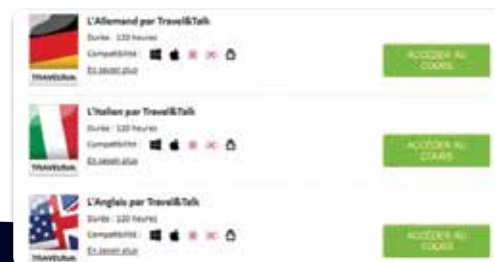 L'Allemand par Travel&Talk
Durée : 120 heures
Compatibilité :
En savoir plus
ACCÉDER AU
COURS
L'Italien par Travel&Talk
Durée : 120 heures
Compatibilité :
En savoir plus
ACCÉDER AU
COURS
L'Anglais par Travel&Talk
Durée : 120 heures
Compatibilité :
En savoir plus
ACCÉDER AU
COURS